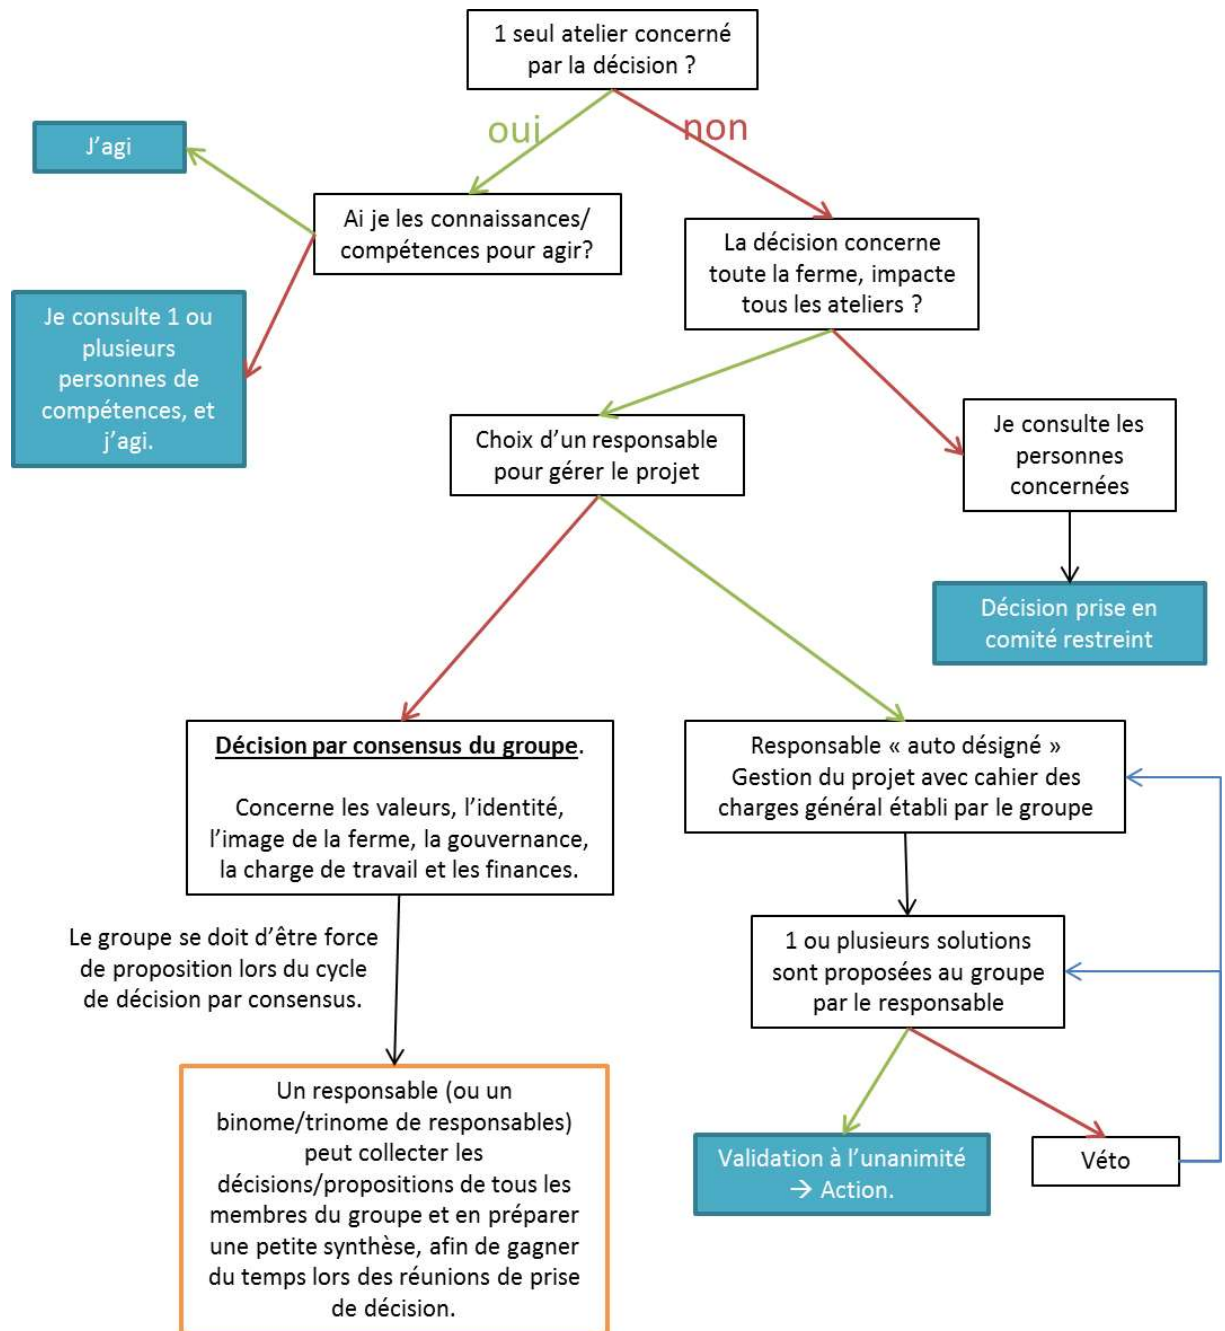 1 seul atelier concerné
par la décision ?
oui
non
J’agi
Ai je les connaissances/
compétences pour agir?
La décision concerne
toute la ferme, impacte
tous les ateliers ?
Je consulte 1 ou
plusieurs
personnes de
compétences, et
j’agi.
Choix d’un responsable
pour gérer le projet
Je consulte les
personnes
concernées
Décision prise en
comité restreint
Décision par consensus du groupe.
Concerne les valeurs, l’identité,
l’image de la ferme, la gouvernance,
la charge de travail et les finances.
Responsable « auto désigné »
Gestion du projet avec cahier des
charges général établi par le groupe
Le groupe se doit d’être force
de proposition lors du cycle
de décision par consensus.
1 ou plusieurs solutions
sont proposées au groupe
par le responsable
Un responsable (ou un
binome/trinome de responsables)
peut collecter les
décisions/propositions de tous les
membres du groupe et en préparer
une petite synthèse, afin de gagner
du temps lors des réunions de prise
de décision.
Validation à l’unanimité
→ Action.
Véto